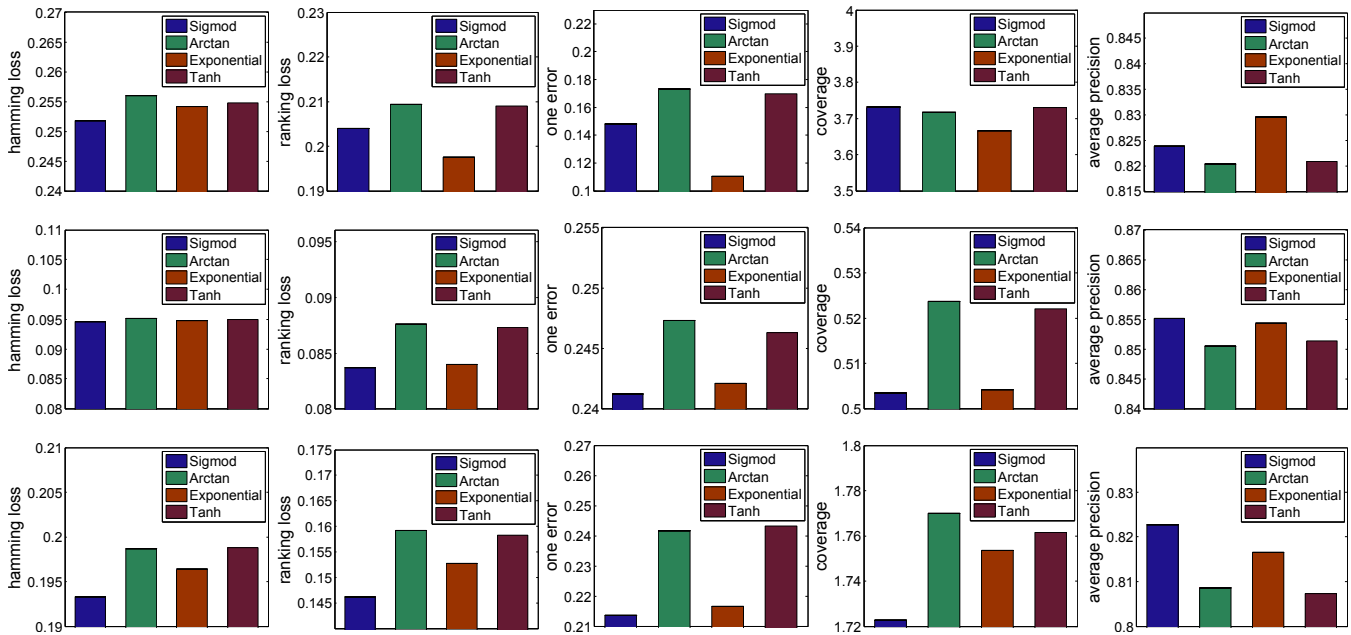 hamming loss
0.27
0.265
0.26
0.255
0.25
0.245
0.24
Sigmod
Arctan
Exponential
Tanh
ranking loss
0.23
0.22
0.21
0.2
0.19
Sigmod
Arctan
Exponential
Tanh
one error
0.22
0.2
0.18
0.16
0.14
0.12
0.1
Sigmod
Arctan
Exponential
Tanh
coverage
4
3.9
3.8
3.7
3.6
3.5
Sigmod
Arctan
Exponential
Tanh
average precision
0.845
0.84
0.835
0.83
0.825
0.82
0.815
Sigmod
Arctan
Exponential
Tanh
hamming loss
0.11
0.105
0.1
0.095
0.09
0.085
0.08
Sigmod
Arctan
Exponential
Tanh
ranking loss
0.095
0.09
0.085
0.08
Sigmod
Arctan
Exponential
Tanh
one error
0.255
0.25
0.245
0.24
Sigmod
Arctan
Exponential
Tanh
coverage
0.54
0.53
0.52
0.51
0.5
Sigmod
Arctan
Exponential
Tanh
average precision
0.87
0.865
0.86
0.855
0.85
0.845
0.84
Sigmod
Arctan
Exponential
Tanh
hamming loss
0.21
0.205
0.2
0.195
0.19
Sigmod
Arctan
Exponential
Tanh
ranking loss
0.175
0.17
0.165
0.16
0.155
0.15
0.145
Sigmod
Arctan
Exponential
Tanh
one error
0.27
0.26
0.25
0.24
0.23
0.22
0.21
Sigmod
Arctan
Exponential
Tanh
coverage
1.8
1.78
1.76
1.74
1.72
Sigmod
Arctan
Exponential
Tanh
average precision
0.83
0.82
0.81
0.8
Sigmod
Arctan
Exponential
Tanh